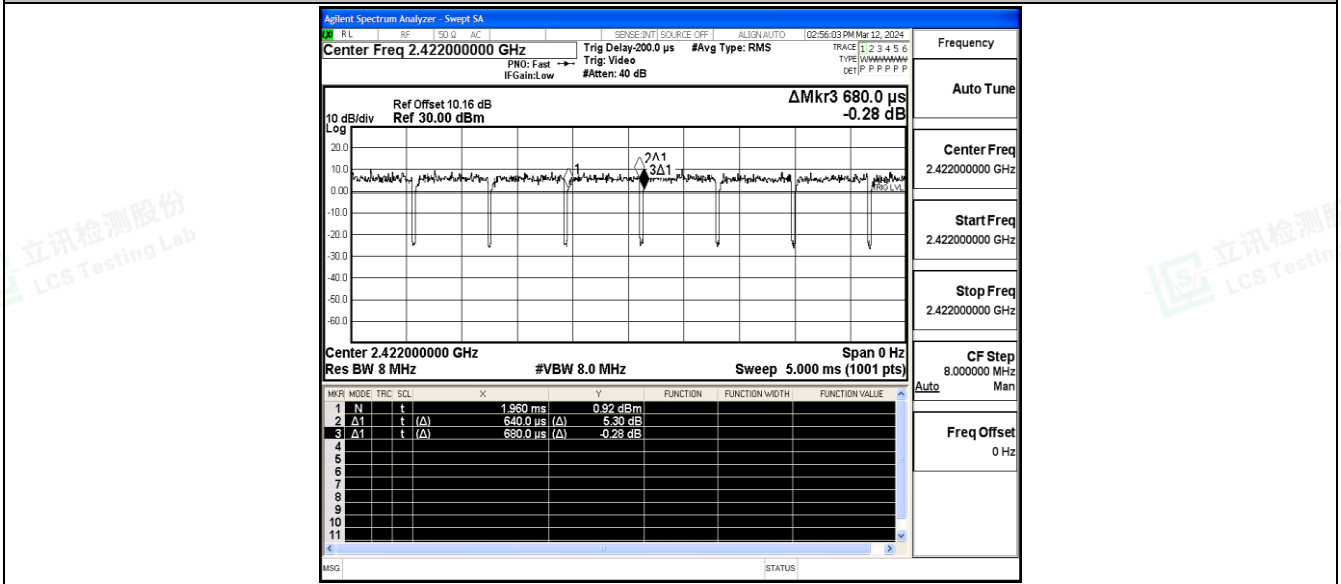 Agilent Spectrum Analyzer - Swept SA
RL RF 50 Ω AC SENSE:INT SOURCE OFF ALIGN AUTO 02:56:03 PM Mar 12, 2024
Center Freq 2.422000000 GHz
PNO: Fast
IFGain:Low
Trig Delay-200.0 µs #Avg Type: RMS
Trig: Video
#Atten: 40 dB
TRACE 1 2 3 4 5 6
TYPE
DET P P P P P P
Frequency
Auto Tune
Center Freq
2.422000000 GHz
Start Freq
2.422000000 GHz
Stop Freq
2.422000000 GHz
CF Step
8.000000 MHz
Auto Man
Freq Offset
0 Hz
ΔMkr3 680.0 µs
-0.28 dB
Ref Offset 10.16 dB
10 dB/div Ref 30.00 dBm
Log
20.0
10.0
0.00
-10.0
-20.0
-30.0
-40.0
-50.0
-60.0
1
2Δ1
3Δ1
TRIG LVL
Center 2.422000000 GHz Span 0 Hz
Res BW 8 MHz #VBW 8.0 MHz Sweep 5.000 ms (1001 pts)
MKR MODE TRC SCL X Y FUNCTION FUNCTION WIDTH FUNCTION VALUE
1 N t 1.960 ms 0.92 dBm
2 Δ1 t (Δ) 640.0 µs (Δ) 5.30 dB
3 Δ1 t (Δ) 680.0 µs (Δ) -0.28 dB
4
5
6
7
8
9
10
11
MSG STATUS
立讯检测股份
LCS Testing Lab
立讯检测
LCS Testin